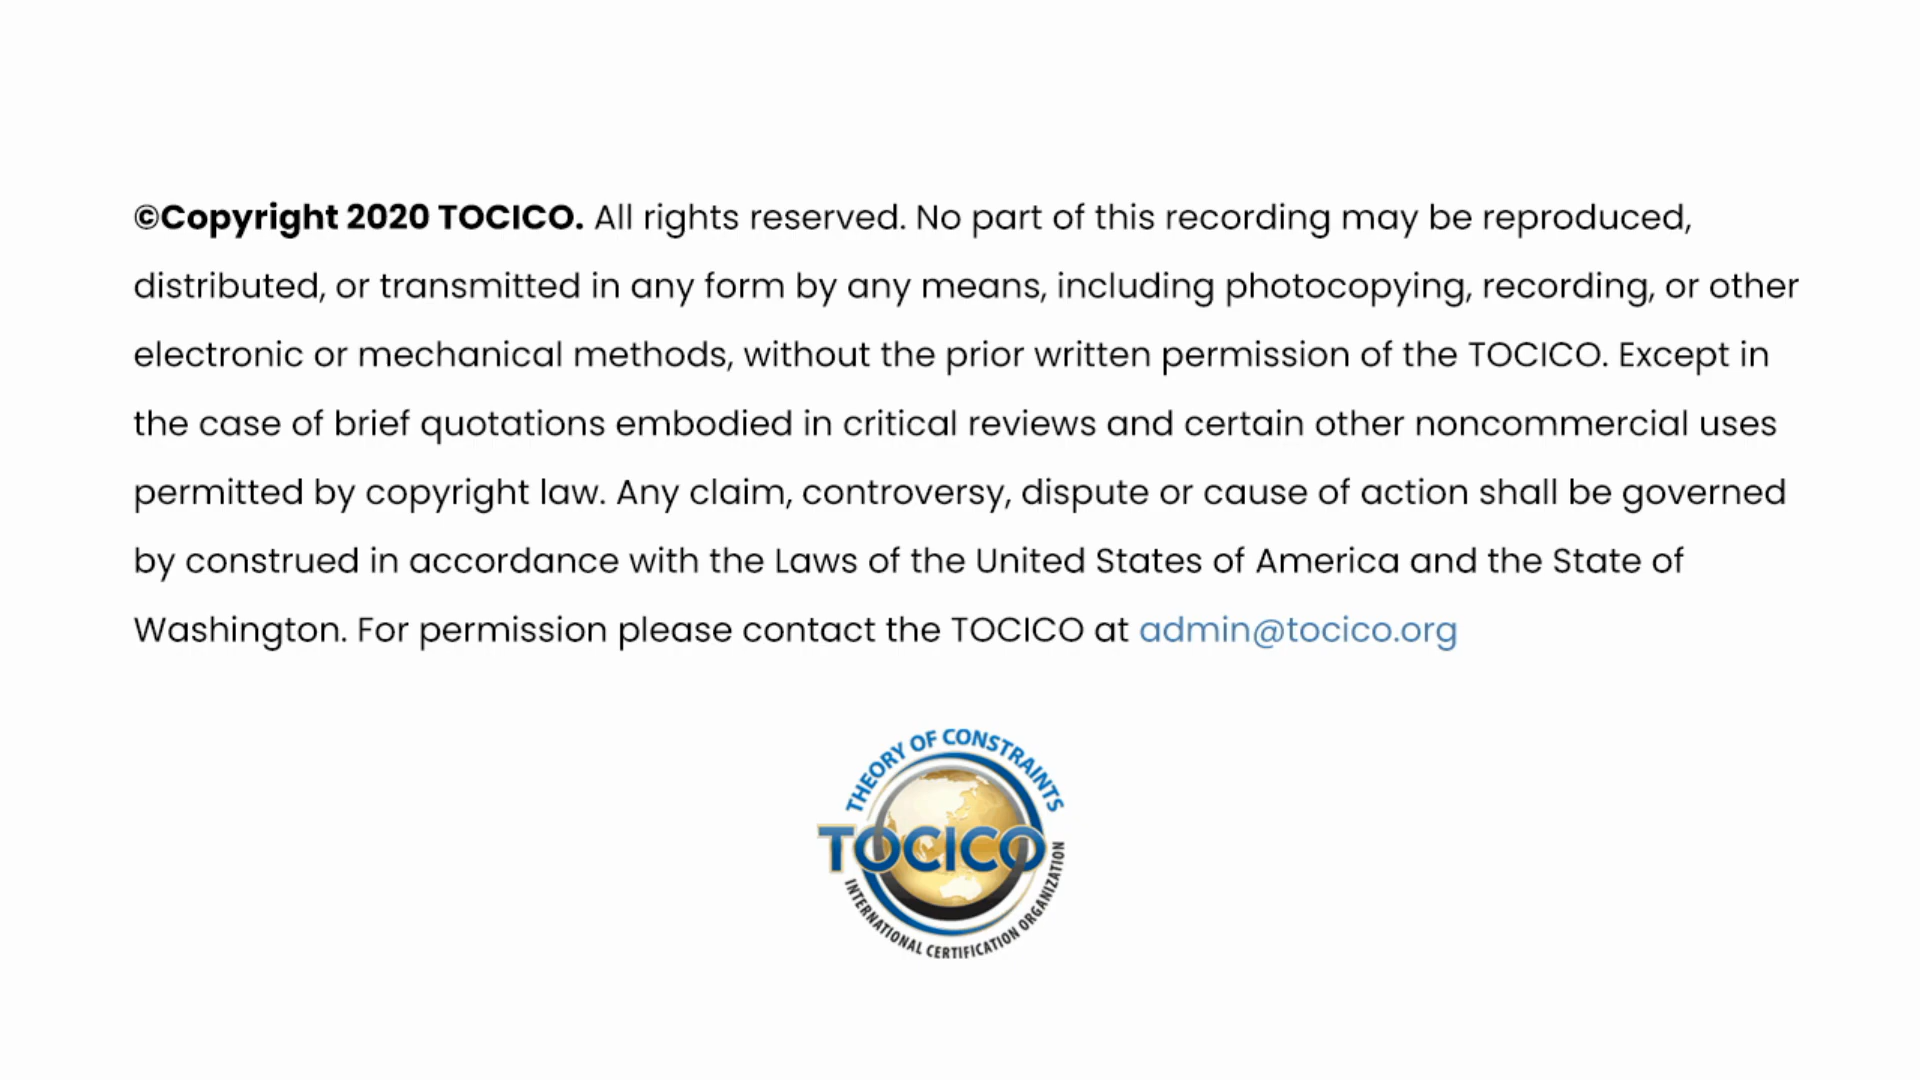 ©Copyright 2020 TOCICO. All rights reserved. No part of this recording may be reproduced,
distributed, or transmitted in any form by any means, including photocopying, recording, or other
electronic or mechanical methods, without the prior written permission of the TOCICO. Except in
the case of brief quotations embodied in critical reviews and certain other noncommercial uses
permitted by copyright law. Any claim, controversy, dispute or cause of action shall be governed
by construed in accordance with the Laws of the United States of America and the State of
Washington. For permission please contact the TOCICO at admin@tocico.org
THEORY OF CONSTRAINTS
TOCICO
INTERNATIONAL CERTIFICATION ORGANIZATION